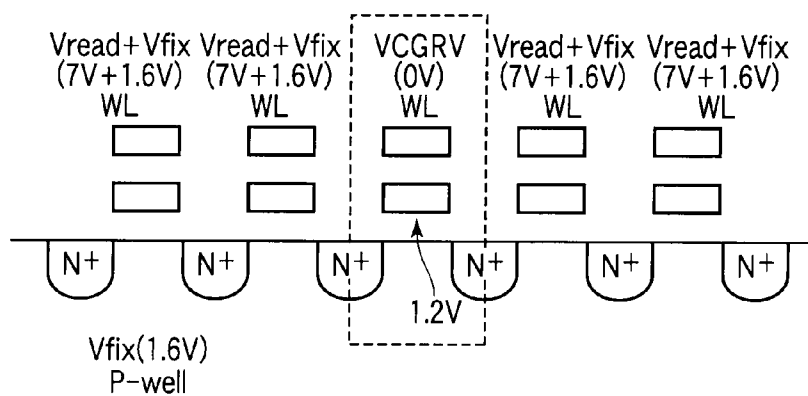 Vread+Vfix Vread+Vfix VCGRV Vread+Vfix Vread+Vfix
(7V+1.6V) (7V+1.6V) (0V) (7V+1.6V) (7V+1.6V)
WL WL WL WL WL
N+ N+ N+ N+ N+ N+
1.2V
Vfix(1.6V)
P-well